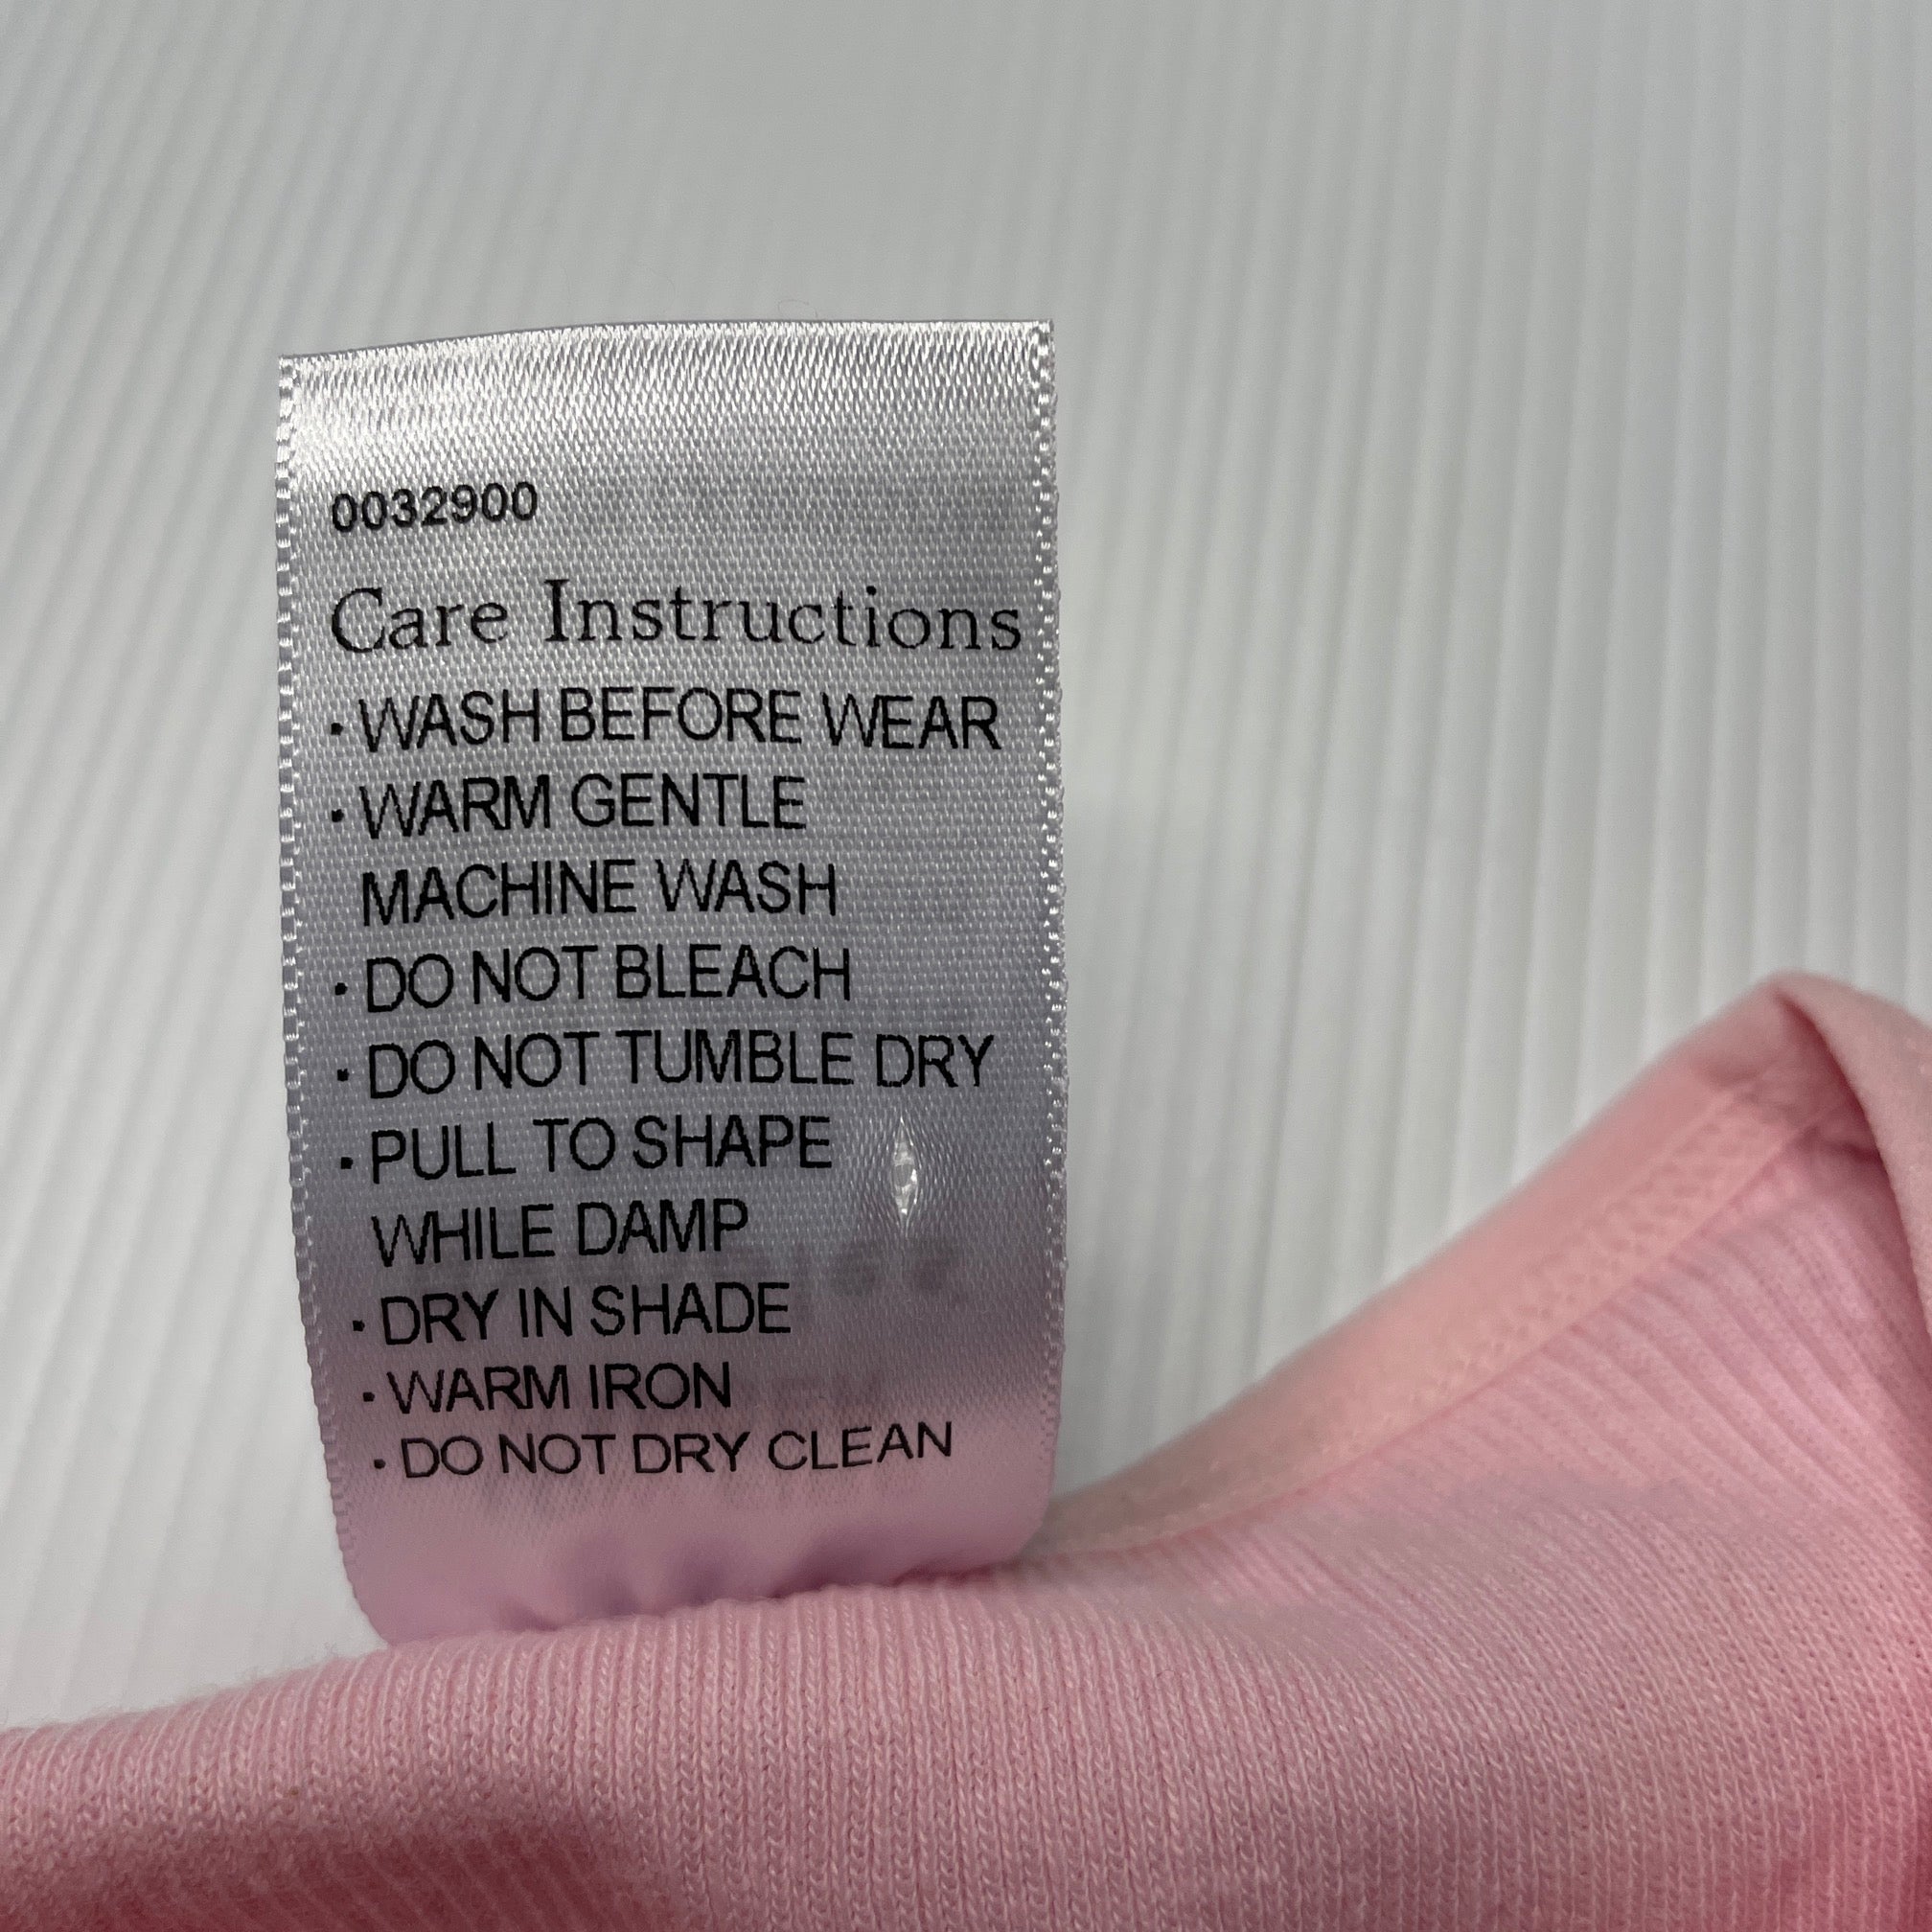 0032900
Care Instructions
· WASH BEFORE WEAR
· WARM GENTLE
MACHINE WASH
· DO NOT BLEACH
· DO NOT TUMBLE DRY
· PULL TO SHAPE
WHILE DAMP
· DRY IN SHADE
· WARM IRON
· DO NOT DRY CLEAN